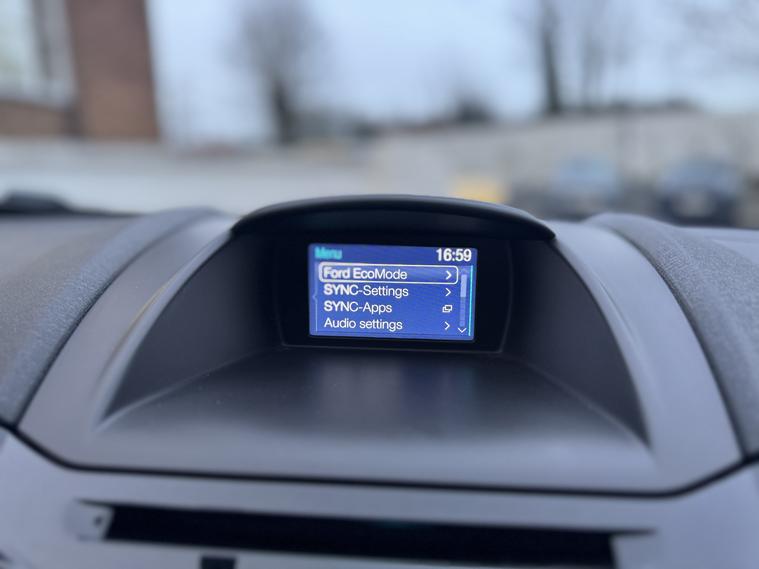 Menu 16:59
Ford EcoMode
SYNC-Settings
SYNC-Apps
Audio settings